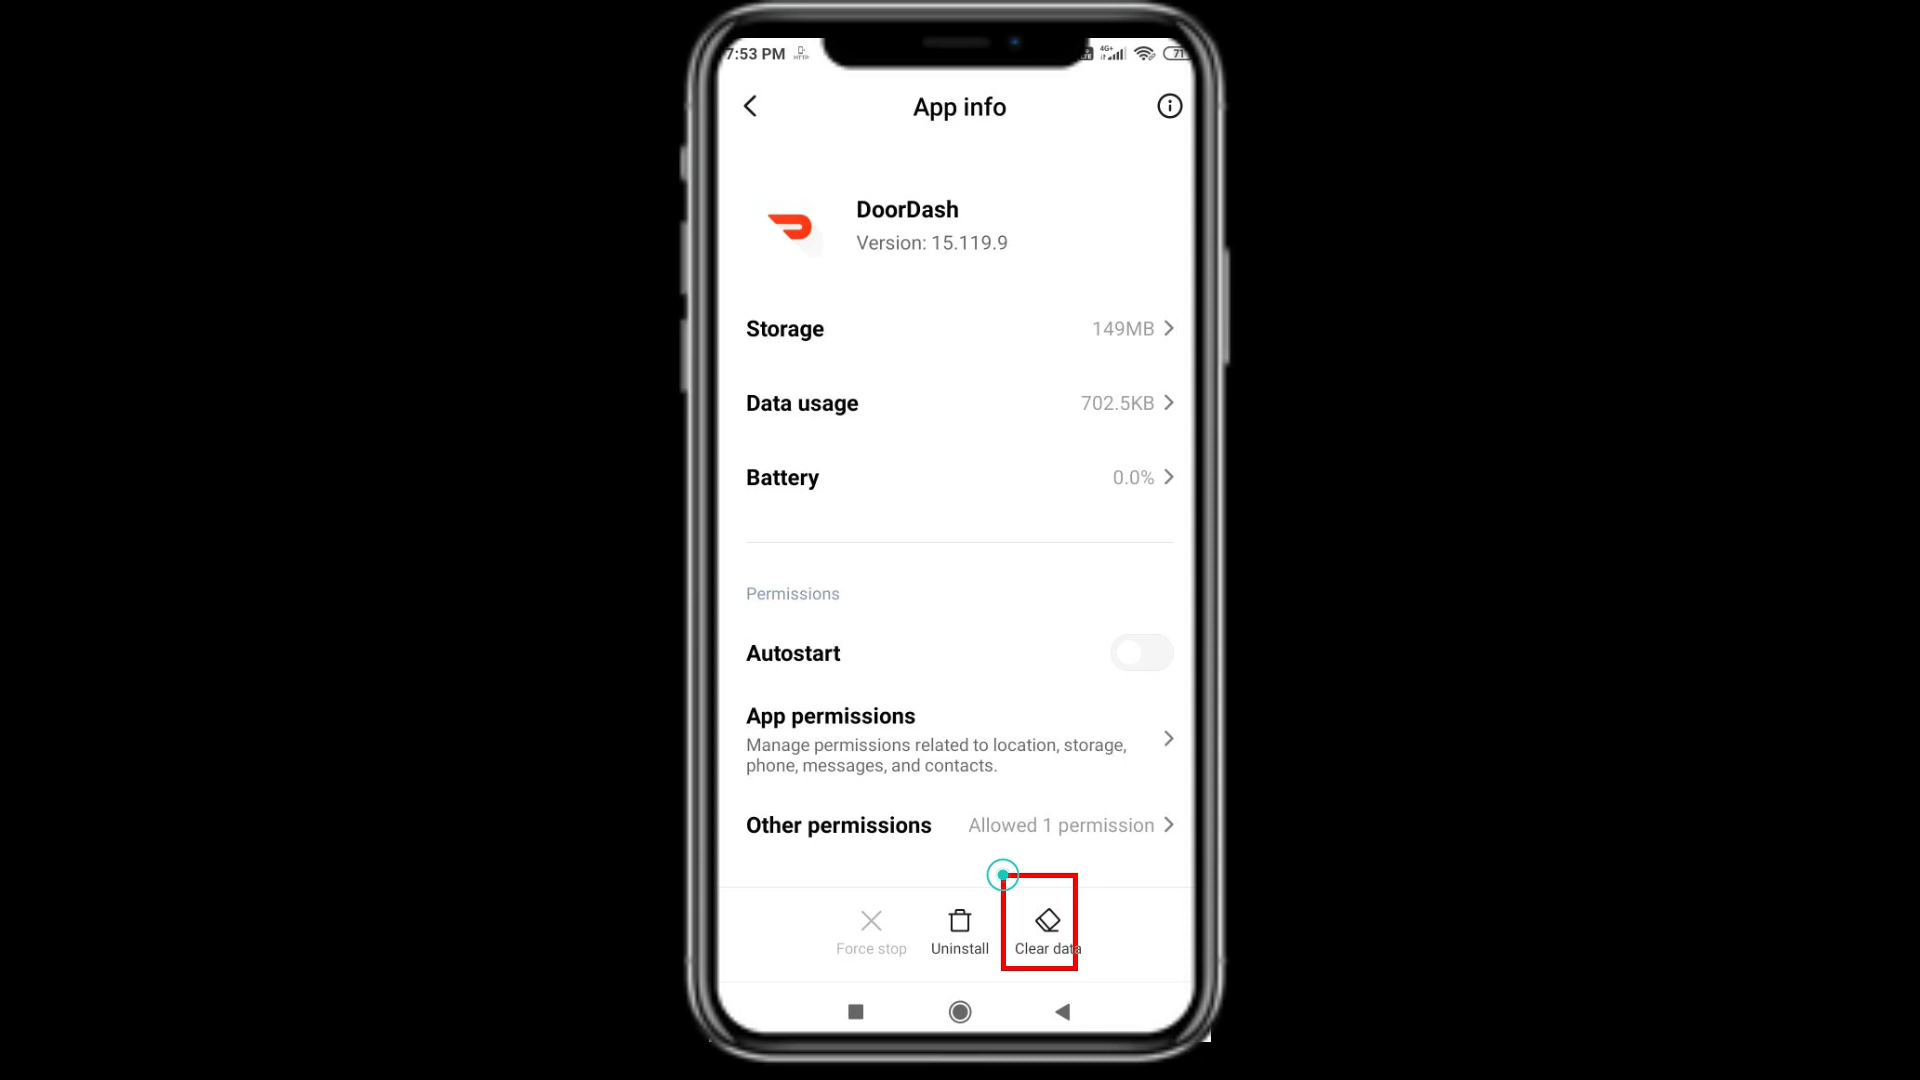 7:53 PM
4G+
71
App info
DoorDash
Version: 15.119.9
Storage 149MB
Data usage 702.5KB
Battery 0.0%
Permissions
Autostart
App permissions
Manage permissions related to location, storage,
phone, messages, and contacts.
Other permissions Allowed 1 permission
Force stop Uninstall Clear data